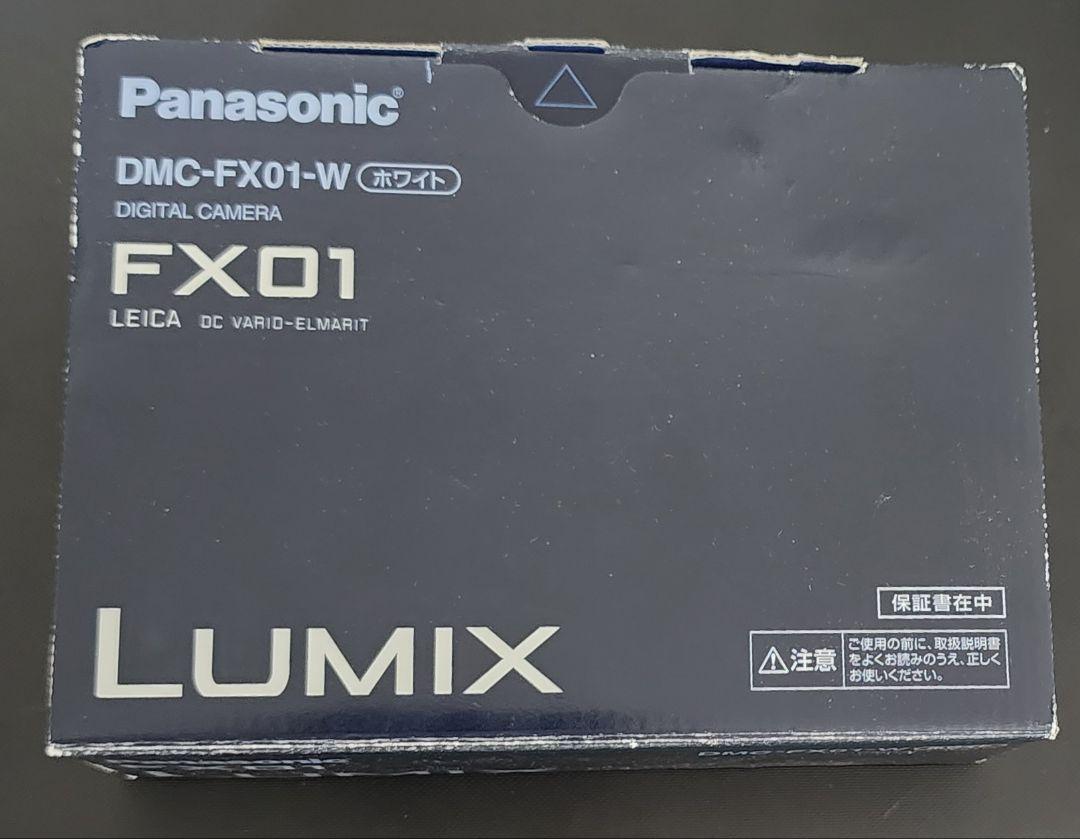 Panasonic®
DMC-FX01-W ホワイト
DIGITAL CAMERA
FX01
LEICA DC VARIO-ELMARIT
LUMIX
保証書在中
⚠注意
ご使用の前に、取扱説明書
をよくお読みのうえ、正しく
お使いください。